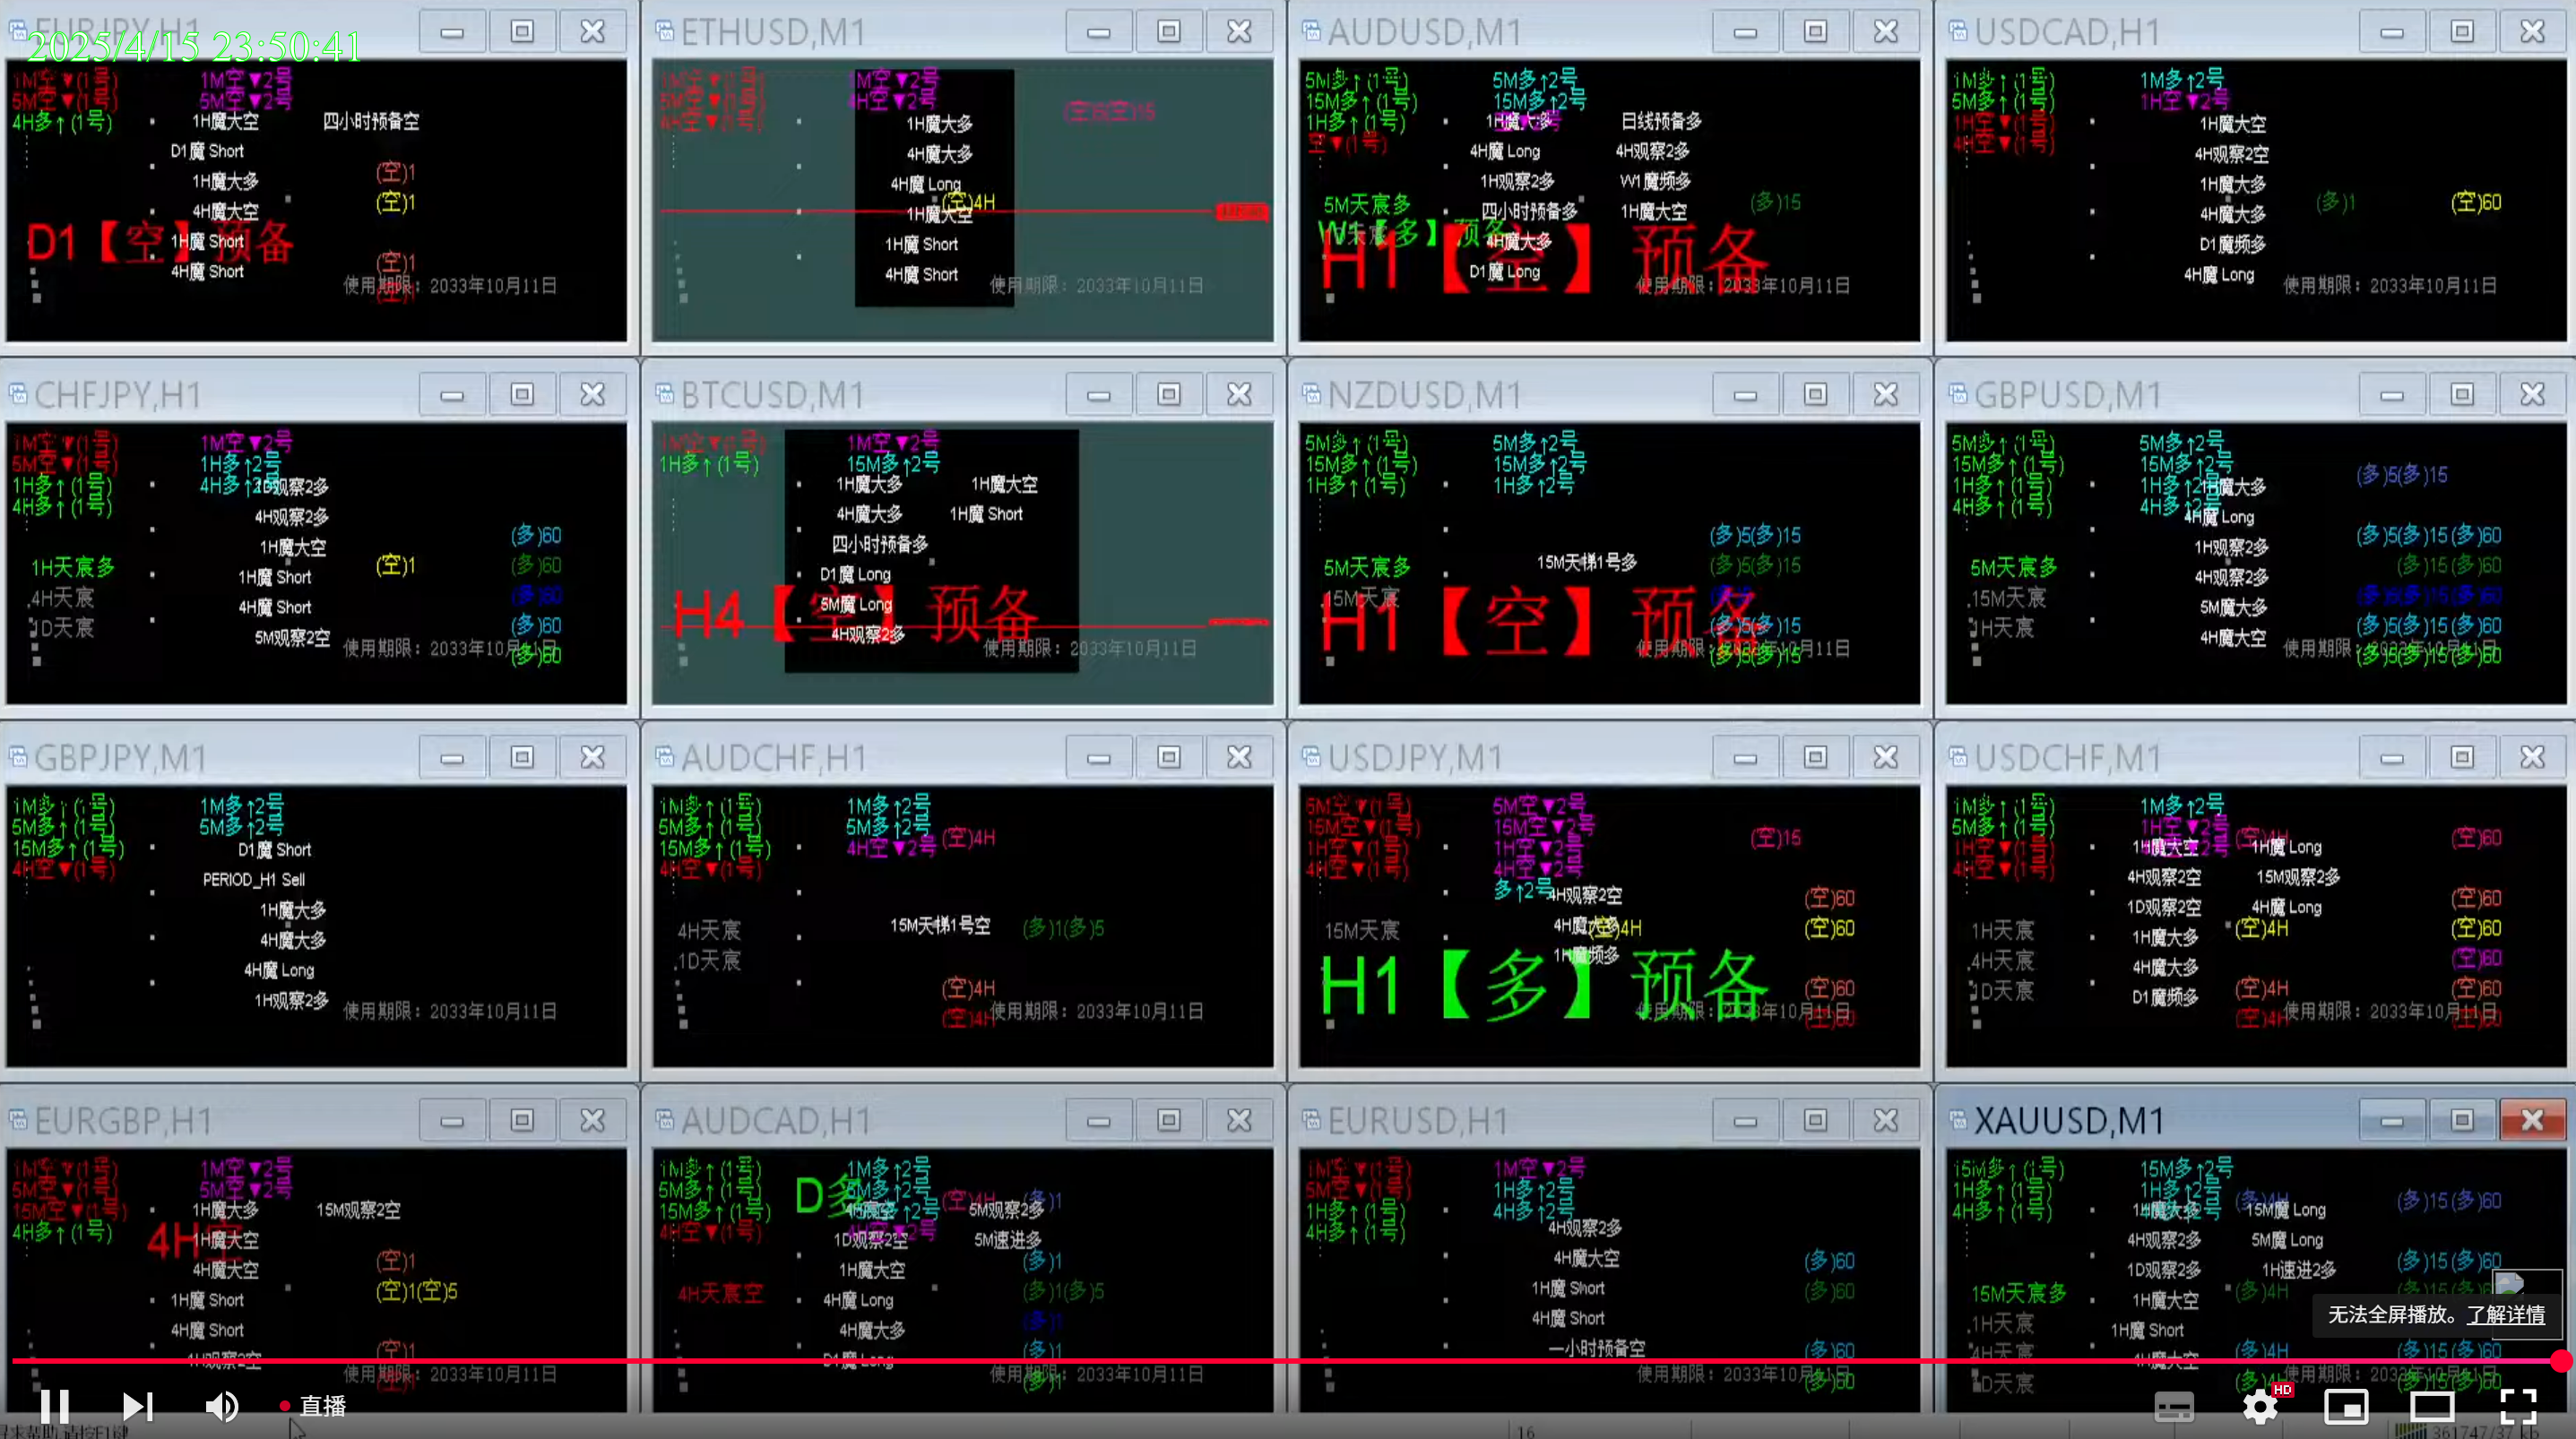 2025/4/15 23:50:41
EURJPY,H1
1M空▼(1号)
5M空▼(1号)
4H多↑(1号)
1M空▼2号
5M空▼2号
1H魔大空
四小时预备空
D1魔 Short
(空)1
1H魔大多
(空)1
4H魔大空
D1【空】预备
1H魔 Short
(空)1
4H魔 Short
使用期限：2033年10月11日
ETHUSD,M1
1M空▼2号
4H空▼2号
1H魔大多
4H魔大多
4H魔 Long
(空)4H
1H魔大空
1H魔 Short
4H魔 Short
使用期限：2033年10月11日
AUDUSD,M1
5M多↑(1号)
15M多↑(1号)
1H多↑(1号)
空▼(1号)
5M多↑2号
15M多↑2号
日线预备多
4H魔 Long
4H观察2多
1H观察2多
W1魔频多
5M天宸多
四小时预备多
1H魔大空
(多)15
W1【多】预备
4H魔大多
H1【空】预备
D1魔 Long
使用期限：2033年10月11日
USDCAD,H1
1M多↑(1号)
5M多↑(1号)
1H空▼(1号)
4H空▼(1号)
1M多↑2号
1H空▼2号
1H魔大空
4H观察2空
1H魔大多
(多)1
(空)60
4H魔大多
D1魔频多
4H魔 Long
使用期限：2033年10月11日
CHFJPY,H1
1M空▼(1号)
5M空▼(1号)
1H多↑(1号)
4H多↑(1号)
1M空▼2号
1H多↑2号
4H多↑2号
4H观察2多
(多)60
1H魔大空
1H天宸多
(空)1
(多)60
1H魔 Short
4H天宸
4H魔 Short
(多)60
1D天宸
5M观察2空
(多)60
使用期限：2033年10月11日
(多)60
BTCUSD,M1
1M空▼(1号)
1H多↑(1号)
1M空▼2号
15M多↑2号
1H魔大多
1H魔大空
4H魔大多
1H魔 Short
四小时预备多
D1魔 Long
5M魔 Long
H4【空】预备
4H观察2多
使用期限：2033年10月11日
NZDUSD,M1
5M多↑(1号)
15M多↑(1号)
1H多↑(1号)
5M多↑2号
15M多↑2号
1H多↑2号
(多)5(多)15
15M天梯1号多
5M天宸多
(多)5(多)15
15M天宸
H1【空】预备
(多)5(多)15
使用期限：2033年10月11日
(多)5(多)15
GBPUSD,M1
5M多↑(1号)
15M多↑(1号)
1H多↑(1号)
4H多↑(1号)
5M多↑2号
15M多↑2号
1H多↑2号
4H多↑2号
(多)5(多)15
4H魔 Long
(多)5(多)15(多)60
1H观察2多
5M天宸多
4H观察2多
(多)15(多)60
15M天宸
5M魔大多
(多)5(多)15(多)60
1H天宸
4H魔大空
(多)5(多)15(多)60
使用期限：2033年10月11日
(多)5(多)15(多)60
GBPJPY,M1
1M多↑(1号)
5M多↑(1号)
15M多↑(1号)
4H空▼(1号)
1M多↑2号
5M多↑2号
D1魔 Short
PERIOD_H1 Sell
1H魔大多
4H魔大多
4H魔 Long
1H观察2多
使用期限：2033年10月11日
AUDCHF,H1
1M多↑(1号)
5M多↑(1号)
15M多↑(1号)
4H空▼(1号)
1M多↑2号
5M多↑2号
4H空▼2号
(空)4H
15M天梯1号空
4H天宸
(多)1(多)5
1D天宸
(空)4H
(空)4H
使用期限：2033年10月11日
USDJPY,M1
5M空▼(1号)
15M空▼(1号)
1H空▼(1号)
4H空▼(1号)
5M空▼2号
15M空▼2号
1H空▼2号
4H空▼2号
多↑2号
(空)15
4H观察2空
(空)60
15M天宸
(空)4H
(空)60
1H魔频多
H1【多】预备
(空)60
使用期限：2033年10月11日
USDCHF,M1
1M多↑(1号)
5M多↑(1号)
1H空▼(1号)
4H空▼(1号)
1M多↑2号
1H空▼2号
(空)4H
(空)60
1H魔大空
1H魔 Long
4H观察2空
15M观察2多
1D观察2空
4H魔 Long
(空)60
1H天宸
1H魔大多
(空)4H
(空)60
4H天宸
4H魔大多
(空)60
1D天宸
D1魔频多
(空)4H
(空)60
(空)4H
使用期限：2033年10月11日
EURGBP,H1
1M空▼(1号)
5M空▼(1号)
15M空▼(1号)
4H多↑(1号)
1M空▼2号
5M空▼2号
1H魔大多
15M观察2空
4H空
1H魔大空
4H魔大空
(空)1
(空)1(空)5
1H魔 Short
4H魔 Short
(空)1
使用期限：2033年10月11日
AUDCAD,H1
1M多↑(1号)
5M多↑(1号)
15M多↑(1号)
4H空▼(1号)
D多
1M多↑2号
5M多↑2号
(空)4H
(多)1
5M观察2多
1D观察2空
5M速进多
1H魔大空
(多)1
4H天宸空
4H魔 Long
(多)1(多)5
4H魔大多
(多)1
D1魔 Long
(多)1
使用期限：2033年10月11日
(多)1
EURUSD,H1
1M空▼(1号)
5M空▼(1号)
1H多↑(1号)
4H多↑(1号)
1M空▼2号
1H多↑2号
4H多↑2号
4H观察2多
4H魔大空
(多)60
1H魔 Short
(多)60
4H魔 Short
一小时预备空
(多)60
使用期限：2033年10月11日
(多)60
XAUUSD,M1
15M多↑(1号)
1H多↑(1号)
4H多↑(1号)
15M多↑2号
1H多↑2号
(多)4H
(多)15(多)60
15M魔 Long
4H观察2多
5M魔 Long
1D观察2多
1H速进2多
(多)15(多)60
15M天宸多
1H魔大空
(多)4H
1H天宸
1H魔 Short
4H天宸
4H魔大空
(多)4H
(多)15(多)60
1D天宸
使用期限：2033年10月11日
无法全屏播放。了解详情
直播
HD
16
361747/37 kb